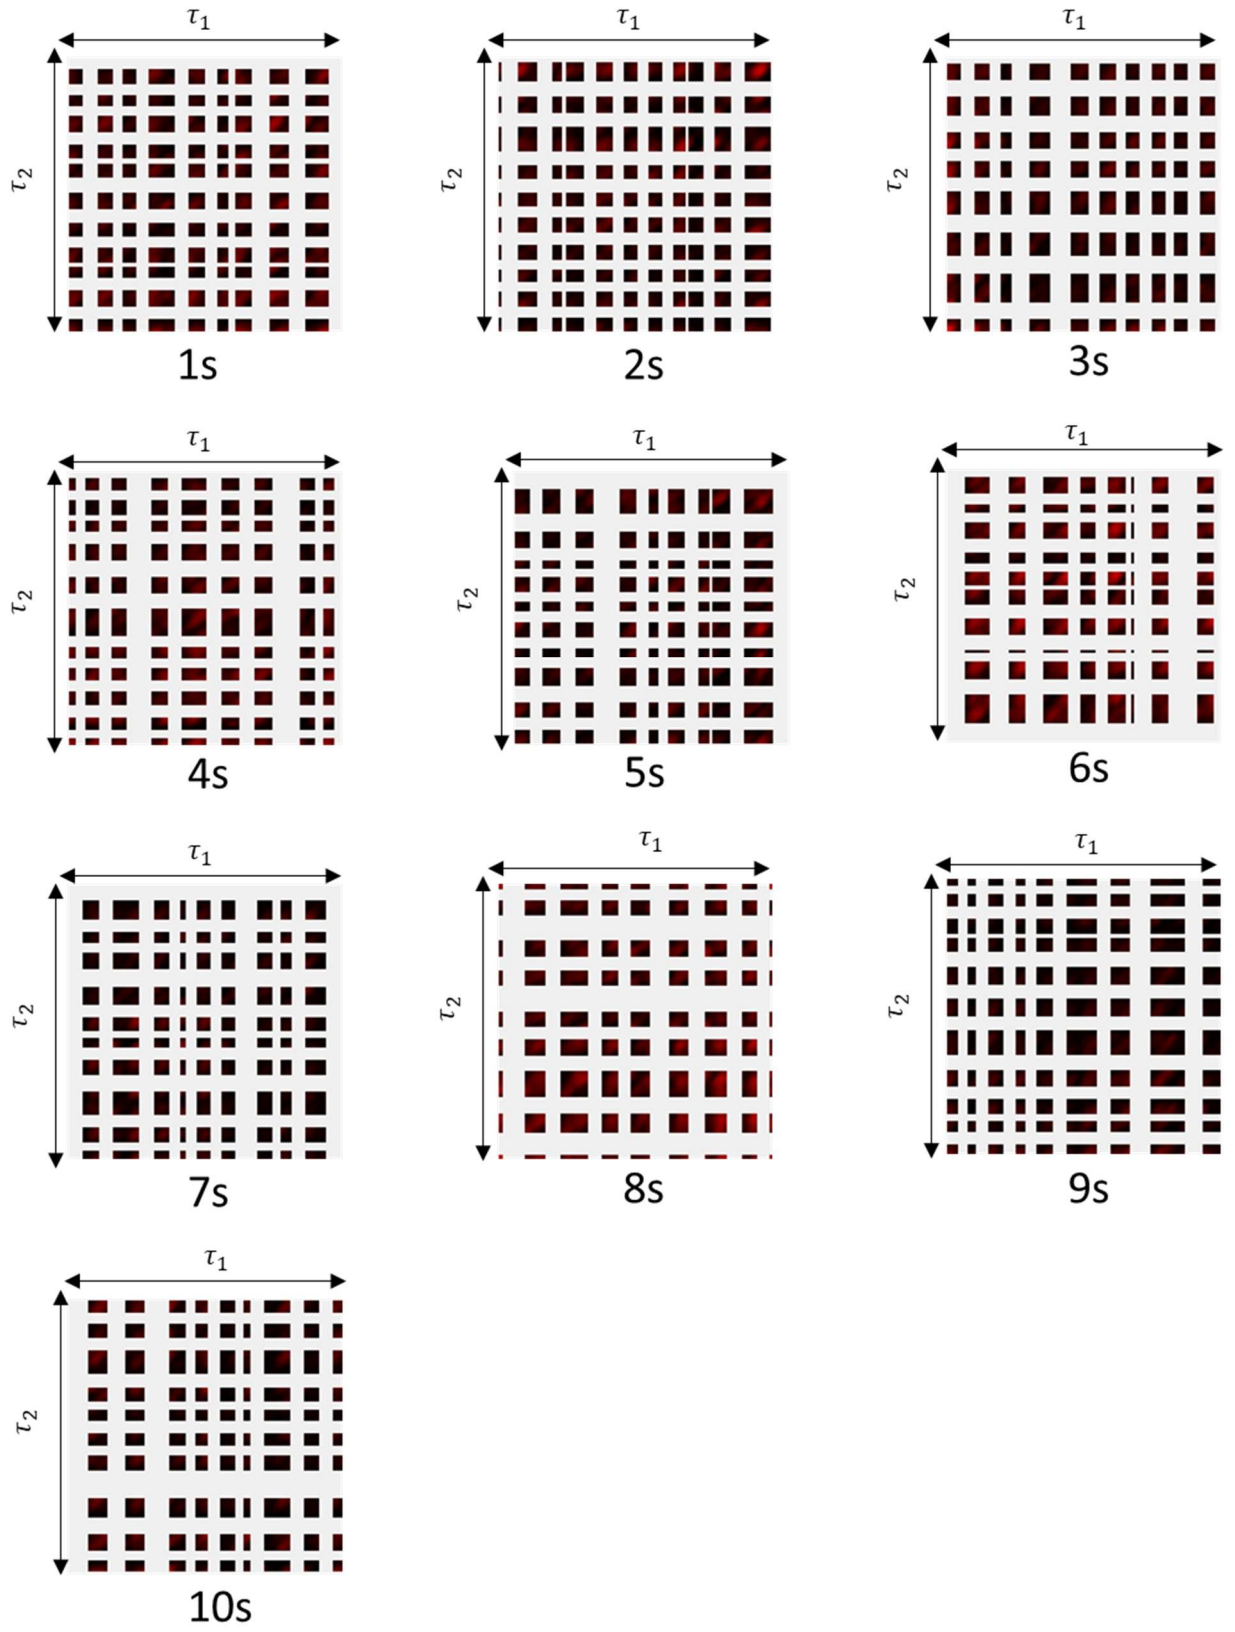 τ₁ τ₁ τ₁
τ₂ τ₂ τ₂
1s 2s 3s
τ₁ τ₁ τ₁
τ₂ τ₂ τ₂
4s 5s 6s
τ₁ τ₁ τ₁
τ₂ τ₂ τ₂
7s 8s 9s
τ₁
τ₂
10s